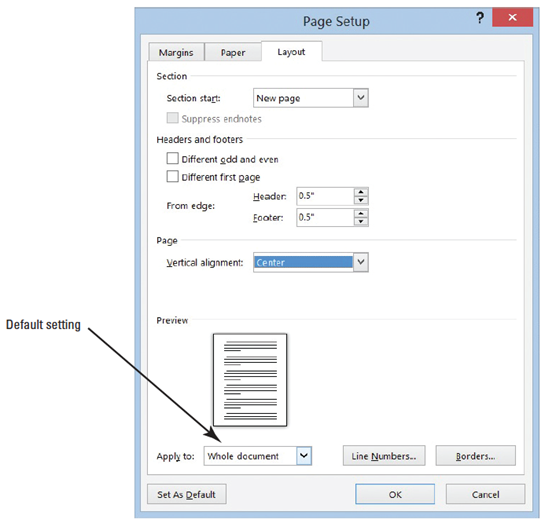 Page Setup
? ×
Margins Paper Layout
Section
Section start: New page
Suppress endnotes
Headers and footers
Different odd and even
Different first page
From edge:
Header: 0.5"
Footer: 0.5"
Page
Vertical alignment: Center
Default setting
Preview
Apply to: Whole document Line Numbers... Borders...
Set As Default OK Cancel